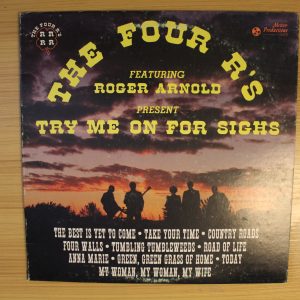 THE FOUR R'S
R R
R R
THE FOUR R'S
FEATURING
ROGER ARNOLD
PRESENT
TRY ME ON FOR SIGHS
THE BEST IS YET TO COME • TAKE YOUR TIME • COUNTRY ROADS
FOUR WALLS • TUMBLING TUMBLEWEEDS • ROAD OF LIFE
ANNA MARIE • GREEN, GREEN GRASS OF HOME • TODAY
MY WOMAN, MY WOMAN, MY WIFE